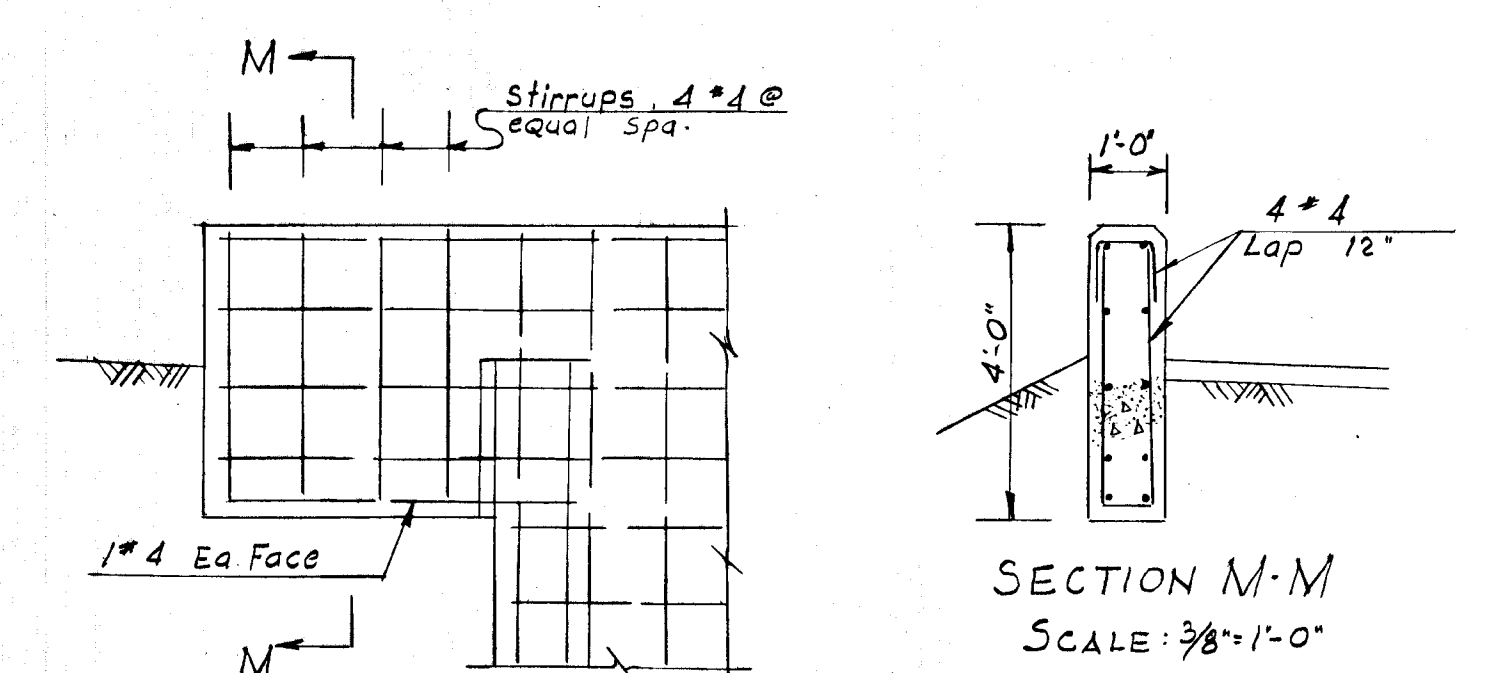 M
Stirrups, 4 #4 @
equal spa.
1'-0"
4 #4
Lap 12"
4'-0"
1 #4 Ea. Face
M
SECTION M-M
SCALE: 3/8"=1'-0"